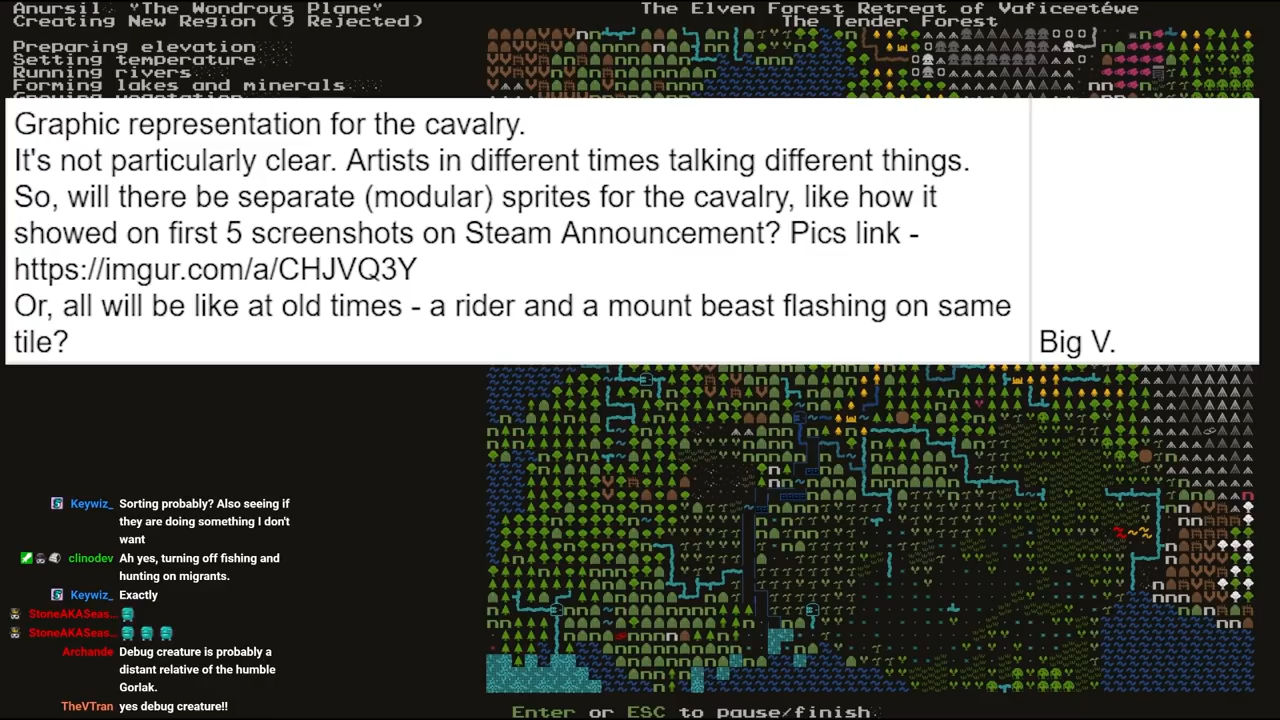 Anursil "The Wondrous Plane"
Creating New Region (9 Rejected)
The Elven Forest Retreat of Vaficeetéwe
The Tender Forest
Preparing elevation
Setting temperature
Running rivers
Forming lakes and minerals
Growing vegetation
Graphic representation for the cavalry.
It's not particularly clear. Artists in different times talking different things.
So, will there be separate (modular) sprites for the cavalry, like how it
showed on first 5 screenshots on Steam Announcement? Pics link -
https://imgur.com/a/CHJVQ3Y
Or, all will be like at old times - a rider and a mount beast flashing on same
tile?
Big V.
Keywiz_ Sorting probably? Also seeing if
they are doing something I don't
want
clinodev Ah yes, turning off fishing and
hunting on migrants.
Keywiz_ Exactly
StoneAKASeas...
StoneAKASeas...
Archande Debug creature is probably a
distant relative of the humble
Gorlak.
TheVTran yes debug creature!!
Enter or ESC to pause/finish